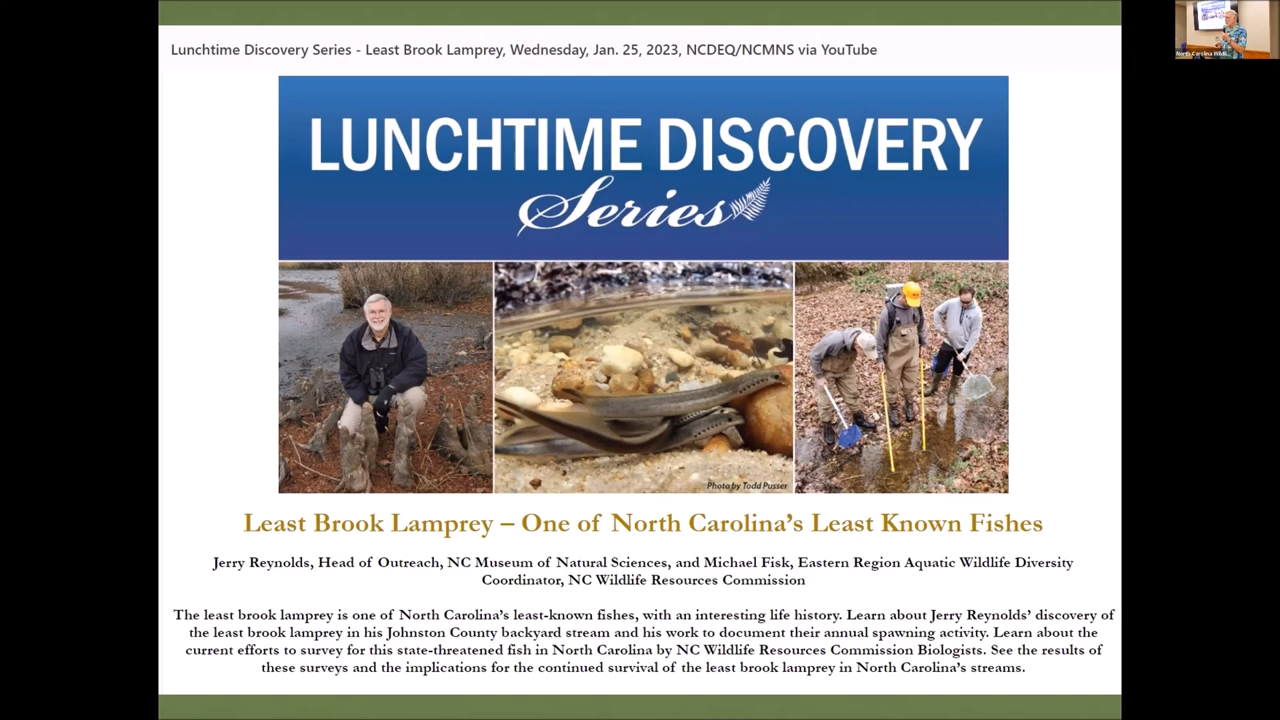 Lunchtime Discovery Series - Least Brook Lamprey, Wednesday, Jan. 25, 2023, NCDEQ/NCMNS via YouTube
LUNCHTIME DISCOVERY
Series
Photo by Todd Pusser
Least Brook Lamprey – One of North Carolina's Least Known Fishes
Jerry Reynolds, Head of Outreach, NC Museum of Natural Sciences, and Michael Fisk, Eastern Region Aquatic Wildlife Diversity
Coordinator, NC Wildlife Resources Commission
The least brook lamprey is one of North Carolina's least-known fishes, with an interesting life history. Learn about Jerry Reynolds' discovery of
the least brook lamprey in his Johnston County backyard stream and his work to document their annual spawning activity. Learn about the
current efforts to survey for this state-threatened fish in North Carolina by NC Wildlife Resources Commission Biologists. See the results of
these surveys and the implications for the continued survival of the least brook lamprey in North Carolina's streams.
North Carolina